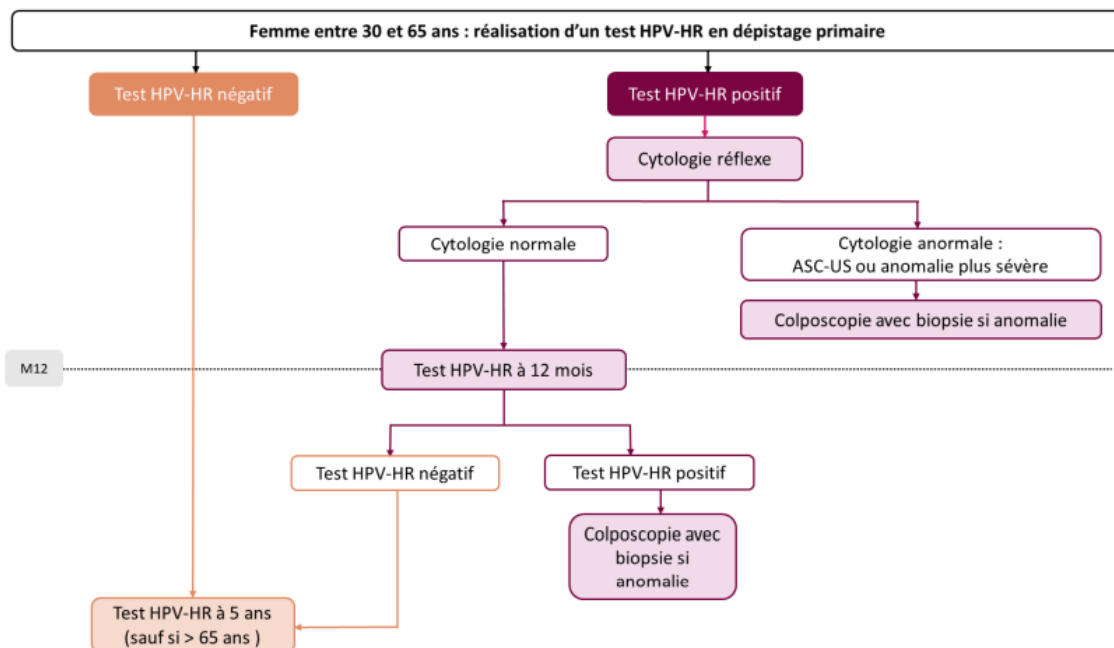 Femme entre 30 et 65 ans : réalisation d’un test HPV-HR en dépistage primaire
Test HPV-HR négatif
Test HPV-HR positif
Cytologie réflexe
Cytologie normale
Cytologie anormale :
ASC-US ou anomalie plus sévère
Colposcopie avec biopsie si anomalie
M12
Test HPV-HR à 12 mois
Test HPV-HR négatif
Test HPV-HR positif
Colposcopie avec
biopsie si
anomalie
Test HPV-HR à 5 ans
(sauf si > 65 ans )